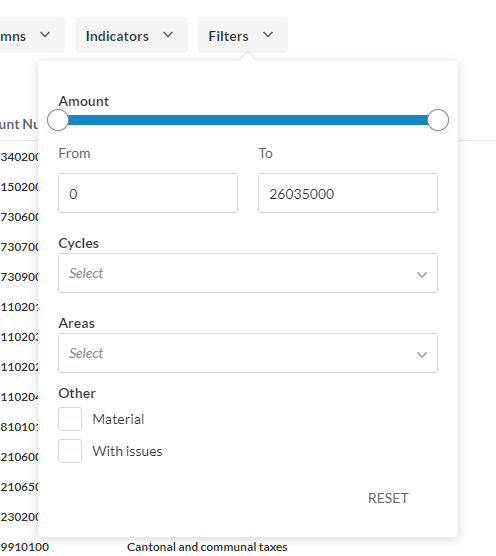 mns Indicators Filters
Amount
unt Nu
From To
0 26035000
Cycles
Select
Areas
Select
Other
Material
With issues
RESET
340200
150200
730600
730700
730900
110201
110203
110202
110204
810101
210600
210650
230200
9910100 Cantonal and communal taxes